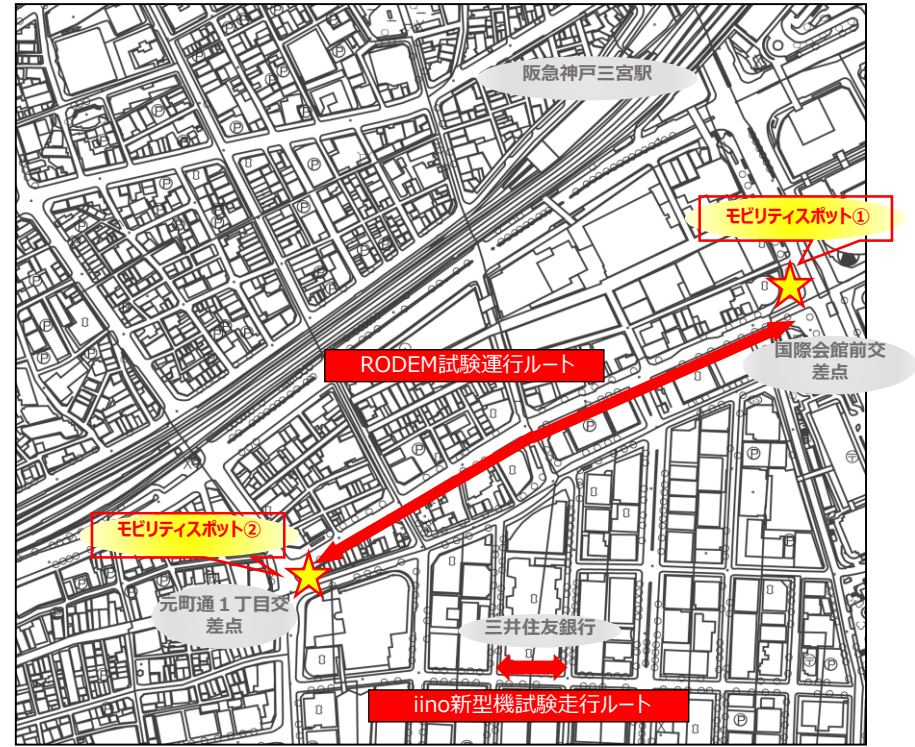 阪急神戸三宮駅
モビリティスポット①
国際会館前交
差点
RODEM試験運行ルート
モビリティスポット②
元町通１丁目交
差点
三井住友銀行
iino新型機試験走行ルート